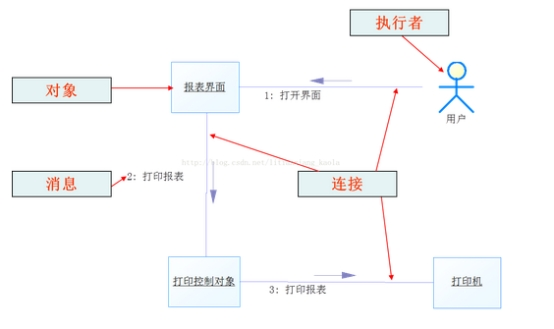 执行者
对象
报表界面
1: 打开界面
用户
消息
2: 打印报表
连接
打印控制对象
3: 打印报表
打印机